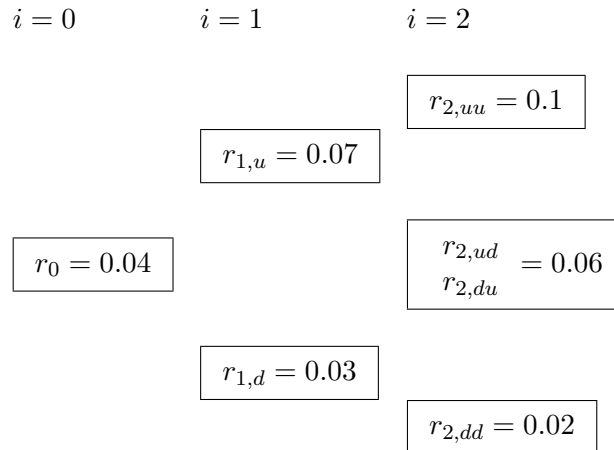 i = 0 i = 1 i = 2
r_{2,uu} = 0.1
r_{1,u} = 0.07
r_0 = 0.04
r_{2,ud}
r_{2,du} = 0.06
r_{1,d} = 0.03
r_{2,dd} = 0.02